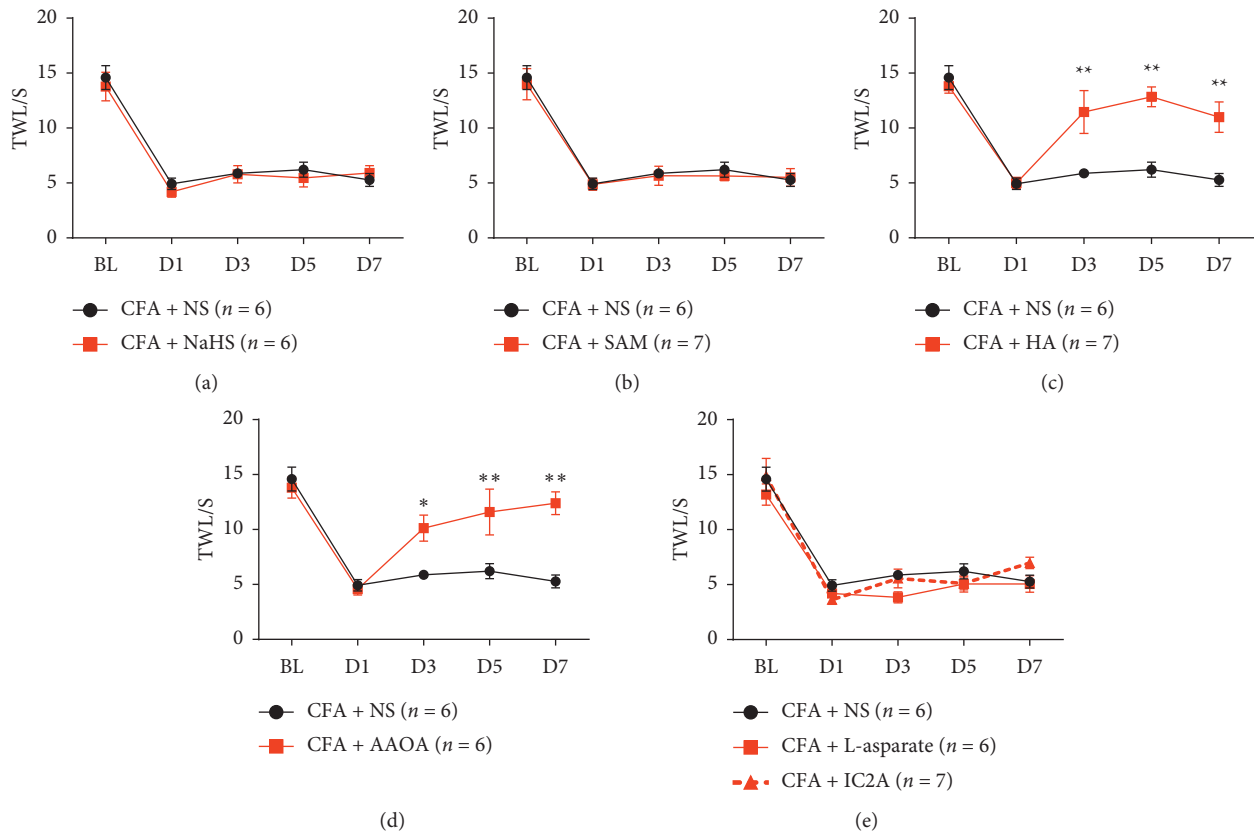 20
15
10
5
0
TWL/S
BL D1 D3 D5 D7
CFA + NS (n = 6)
CFA + NaHS (n = 6)
(a)
20
15
10
5
0
TWL/S
BL D1 D3 D5 D7
CFA + NS (n = 6)
CFA + SAM (n = 7)
(b)
20
15
10
5
0
TWL/S
** ** **
BL D1 D3 D5 D7
CFA + NS (n = 6)
CFA + HA (n = 7)
(c)
20
15
10
5
0
TWL/S
* ** **
BL D1 D3 D5 D7
CFA + NS (n = 6)
CFA + AAOA (n = 6)
(d)
20
15
10
5
0
TWL/S
BL D1 D3 D5 D7
CFA + NS (n = 6)
CFA + L-asparate (n = 6)
CFA + IC2A (n = 7)
(e)